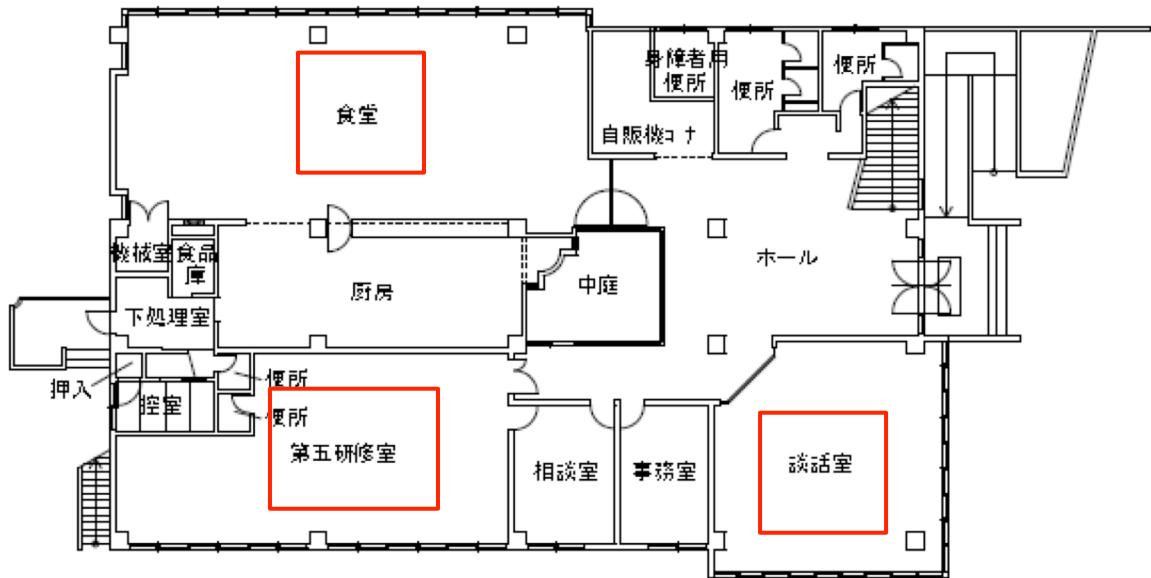 身障者用
便所
便所
便所
食堂
自販機コナ
機械室
食品
庫
厨房
中庭
ホール
下処理室
押入
便所
控室
便所
第五研修室
相談室
事務室
談話室